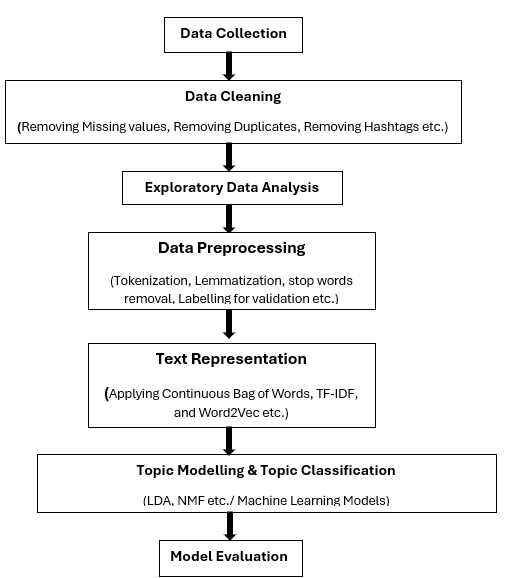 Data Collection
Data Cleaning
(Removing Missing values, Removing Duplicates, Removing Hashtags etc.)
Exploratory Data Analysis
Data Preprocessing
(Tokenization, Lemmatization, stop words
removal, Labelling for validation etc.)
Text Representation
(Applying Continuous Bag of Words, TF-IDF,
and Word2Vec etc.)
Topic Modelling & Topic Classification
(LDA, NMF etc./ Machine Learning Models)
Model Evaluation